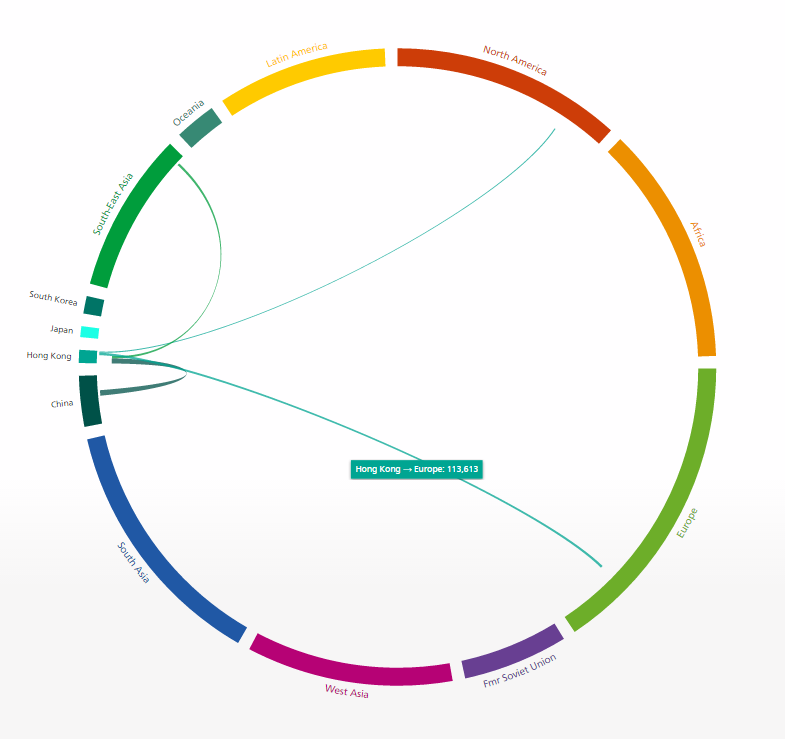 Latin America
North America
Oceania
South-East Asia
Africa
South Korea
Japan
Hong Kong
China
Hong Kong → Europe: 113,613
Europe
South Asia
Fmr Soviet Union
West Asia